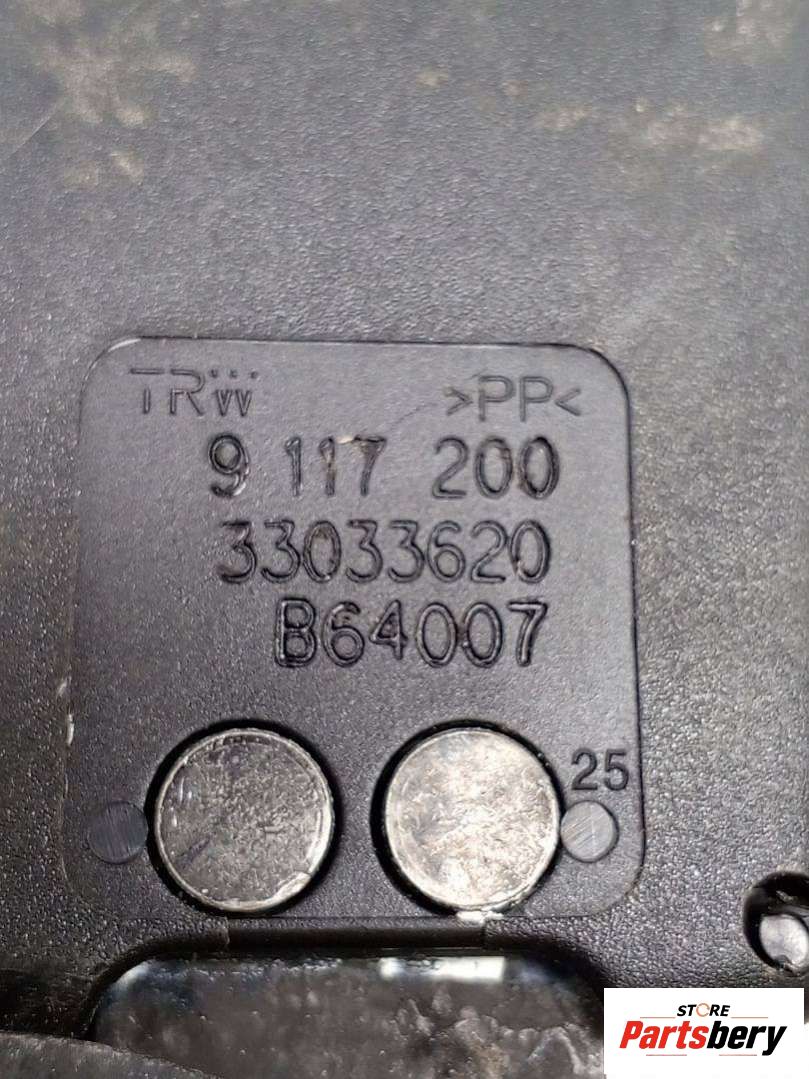 TRW >PP<
9 117 200
33033620
B64007
25
STORE
Partsbery